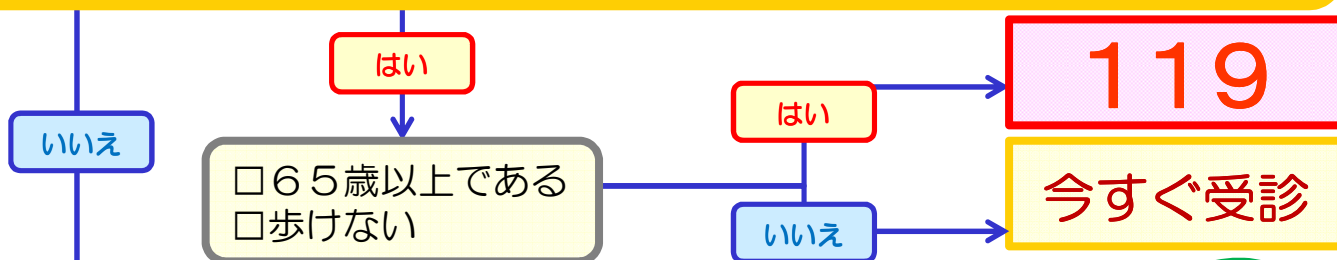 はい
１１９
はい
いいえ
□６５歳以上である
□歩けない
今すぐ受診
いいえ